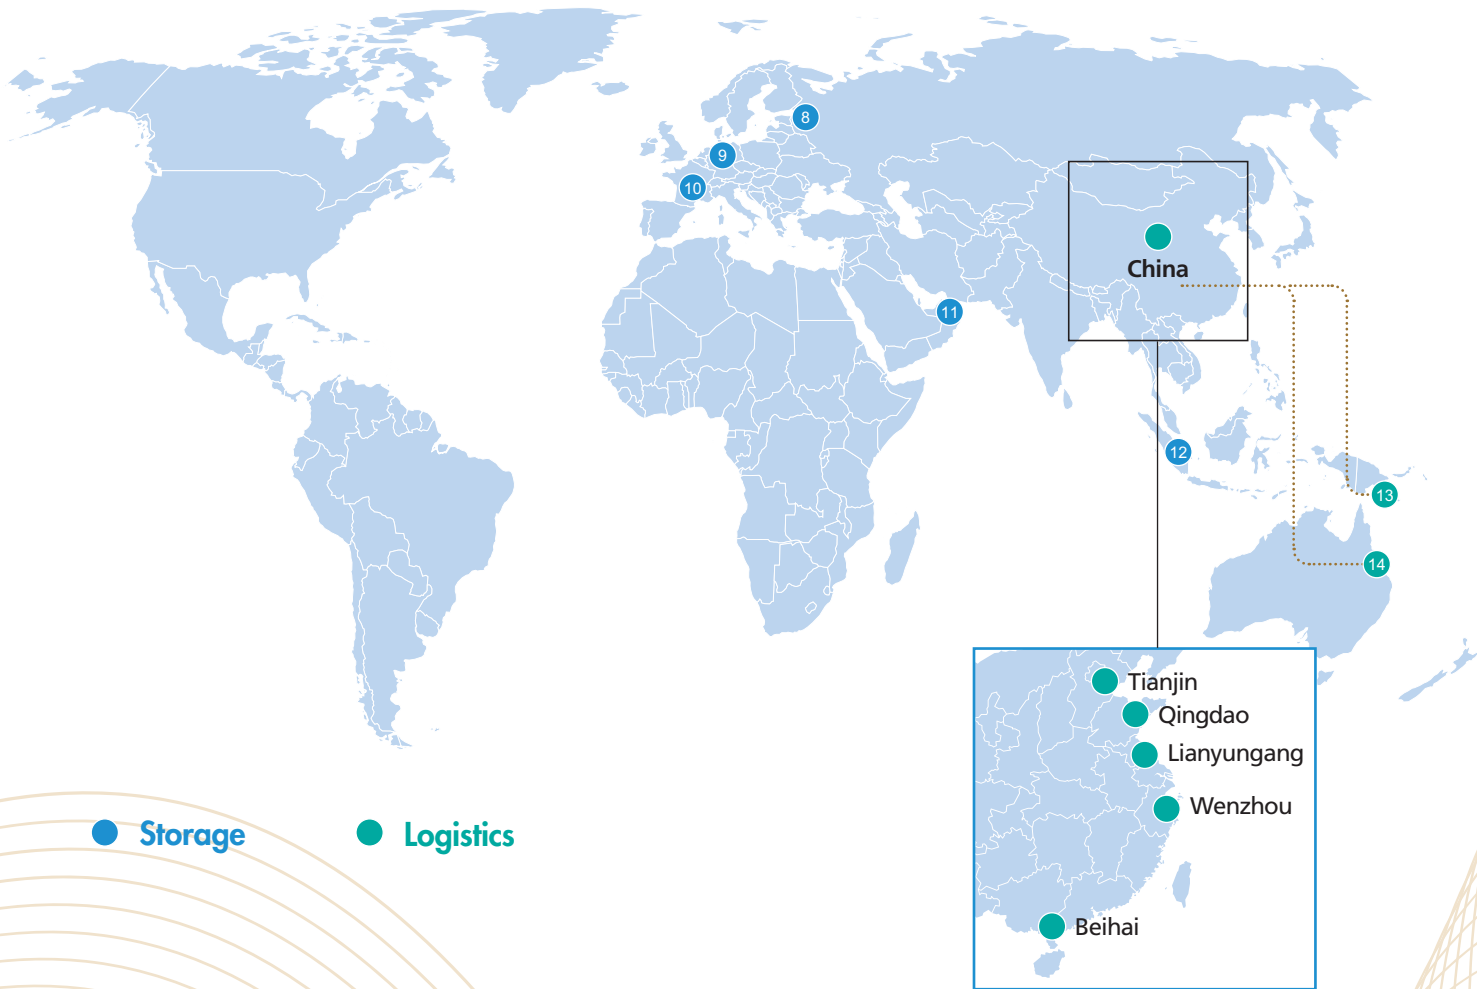 8
9
10
China
11
12
13
14
Tianjin
Qingdao
Lianyungang
Wenzhou
Beihai
Storage
Logistics